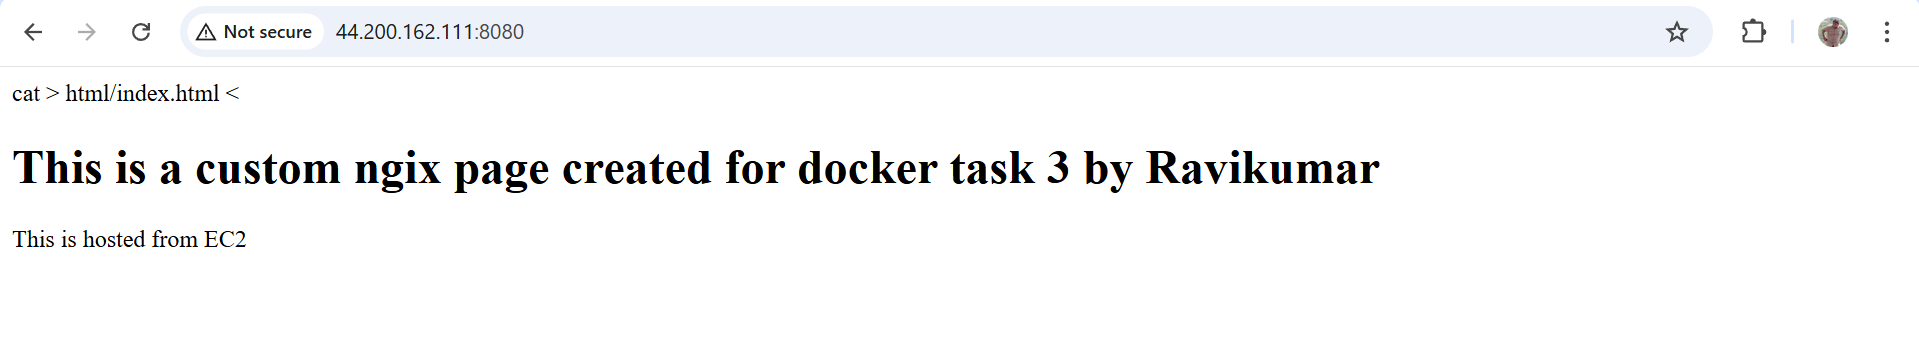 Not secure 44.200.162.111:8080
cat > html/index.html <
This is a custom ngix page created for docker task 3 by Ravikumar
This is hosted from EC2